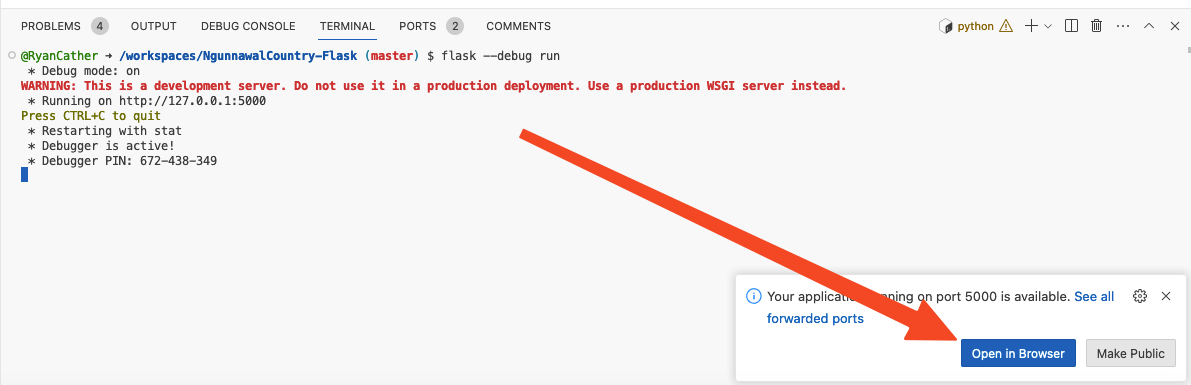 PROBLEMS 4 OUTPUT DEBUG CONSOLE TERMINAL PORTS 2 COMMENTS python
@RyanCather → /workspaces/NgunnawalCountry-Flask (master) $ flask --debug run
* Debug mode: on
WARNING: This is a development server. Do not use it in a production deployment. Use a production WSGI server instead.
* Running on http://127.0.0.1:5000
Press CTRL+C to quit
* Restarting with stat
* Debugger is active!
* Debugger PIN: 672-438-349
Your application on port 5000 is available. See all
forwarded ports
Open in Browser Make Public